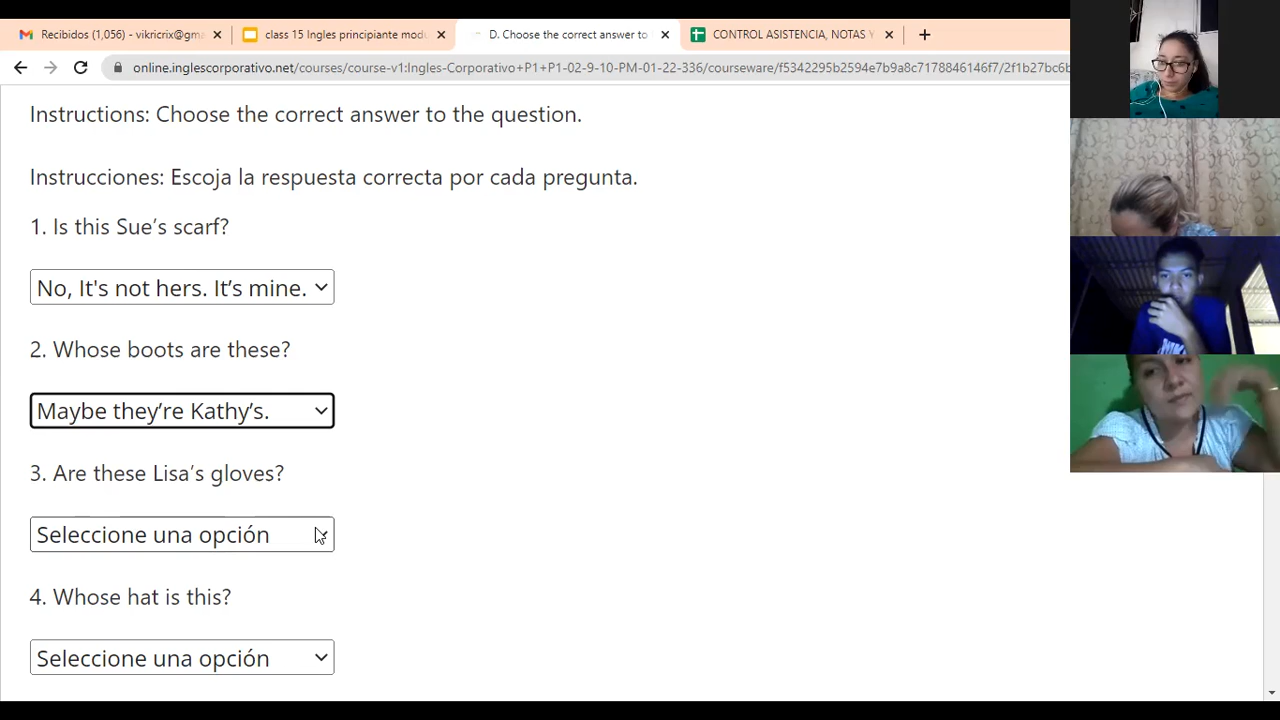 Recibidos (1,056) - vikricrix@gma
class 15 Ingles principiante modu
D. Choose the correct answer to
CONTROL ASISTENCIA, NOTAS Y
online.inglescorporativo.net/courses/course-v1:Ingles-Corporativo+P1+P1-02-9-10-PM-01-22-336/courseware/f5342295b2594e7b9a8c7178846146f7/2f1b27bc6b
Instructions: Choose the correct answer to the question.
Instrucciones: Escoja la respuesta correcta por cada pregunta.
1. Is this Sue’s scarf?
No, It's not hers. It’s mine.
2. Whose boots are these?
Maybe they’re Kathy’s.
3. Are these Lisa’s gloves?
Seleccione una opción
4. Whose hat is this?
Seleccione una opción